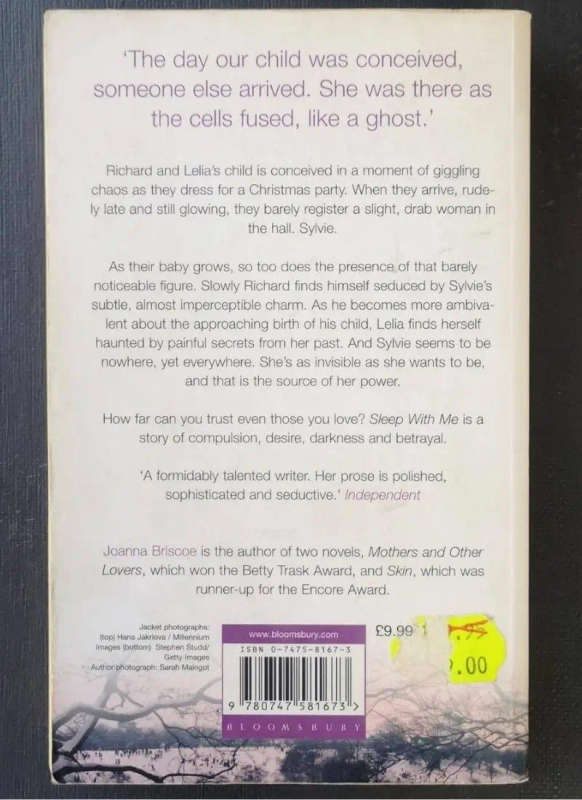 'The day our child was conceived,
someone else arrived. She was there as
the cells fused, like a ghost.'
Richard and Lelia's child is conceived in a moment of giggling
chaos as they dress for a Christmas party. When they arrive, rude-
ly late and still glowing, they barely register a slight, drab woman in
the hall. Sylvie.
As their baby grows, so too does the presence of that barely
noticeable figure. Slowly Richard finds himself seduced by Sylvie's
subtle, almost imperceptible charm. As he becomes more ambiva-
lent about the approaching birth of his child, Lelia finds herself
haunted by painful secrets from her past. And Sylvie seems to be
nowhere, yet everywhere. She's as invisible as she wants to be,
and that is the source of her power.
How far can you trust even those you love? Sleep With Me is a
story of compulsion, desire, darkness and betrayal.
'A formidably talented writer. Her prose is polished,
sophisticated and seductive.' Independent
Joanna Briscoe is the author of two novels, Mothers and Other
Lovers, which won the Betty Trask Award, and Skin, which was
runner-up for the Encore Award.
Jacket photographs:
(top) Hana Jakrlova / Millennium
Images (bottom) Stephen Studd/
Getty Images
Author photograph: Sarah Maingot
www.bloomsbury.com
ISBN 0-7475-8167-3
9 780747 581673 >
BLOOMSBURY
£9.99
.00